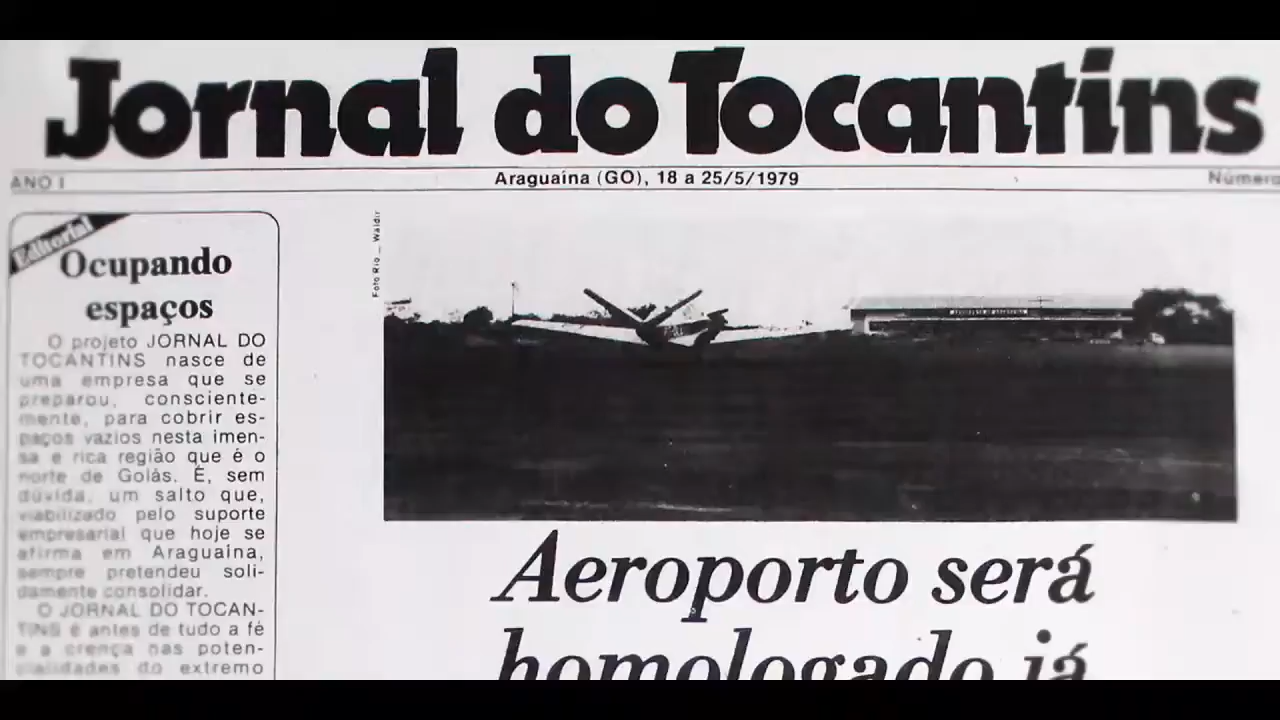 Jornal do Tocantins
ANO I
Araguaína (GO), 18 a 25/5/1979
Número
Editorial
Ocupando
espaços
O projeto JORNAL DO
TOCANTINS nasce de
uma empresa que se
preparou, consciente-
mente, para cobrir es-
paços vazios nesta imen-
sa e rica região que é o
norte de Goiás. É, sem
dúvida, um salto que,
viabilizado pelo suporte
empresarial que hoje se
afirma em Araguaína,
sempre pretendeu soli-
damente consolidar.
O JORNAL DO TOCAN-
TINS é antes de tudo a fé
e a crença nas poten-
cialidades do extremo
Foto Rio _ Waldir
Aeroporto será
homologado já